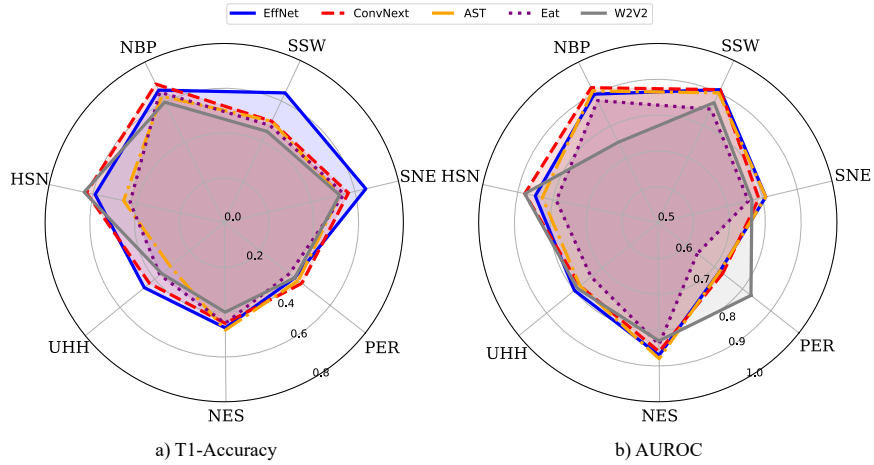 EffNet ConvNext AST Eat W2V2
NBP
SSW
SNE
PER
NES
UHH
HSN
0.0
0.2
0.4
0.6
0.8
a) T1-Accuracy
NBP
SSW
SNE
PER
NES
UHH
HSN
0.5
0.6
0.7
0.8
0.9
1.0
b) AUROC